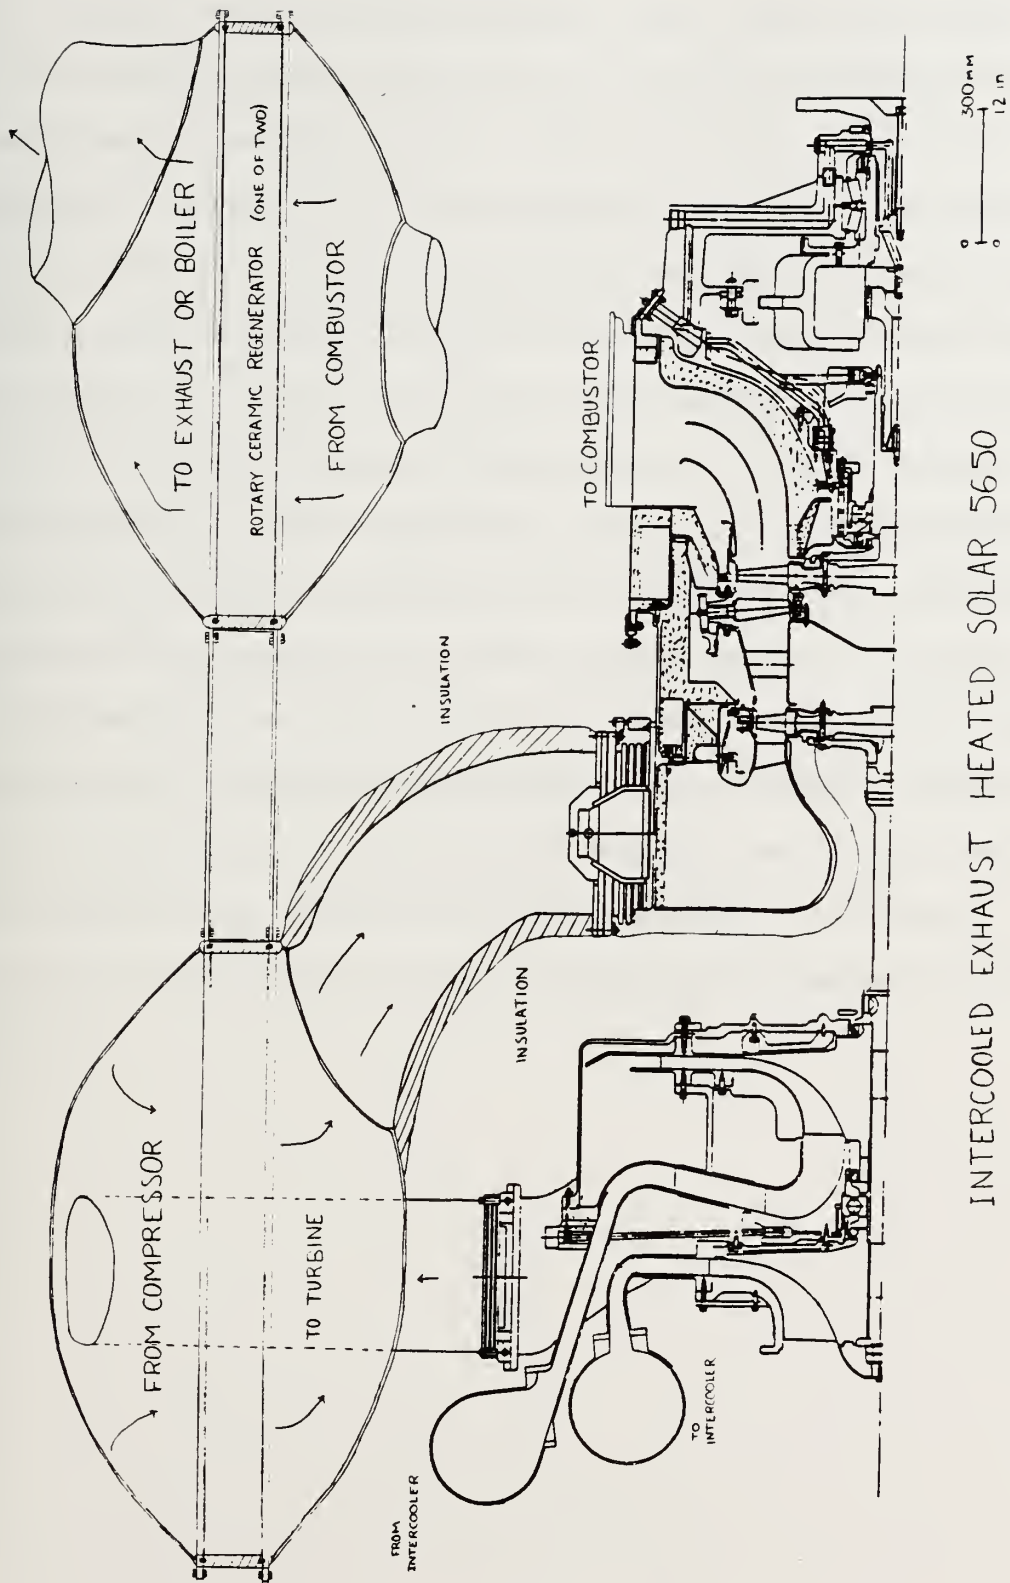 TO EXHAUST OR BOILER
ROTARY CERAMIC REGENERATOR (ONE OF TWO)
FROM COMBUSTOR
FROM COMPRESSOR
TO TURBINE
INSULATION
INSULATION
TO COMBUSTOR
FROM
INTERCOOLER
TO
INTERCOOLER
0 300mm
0 12 in
INTERCOOLED EXHAUST HEATED SOLAR 5650